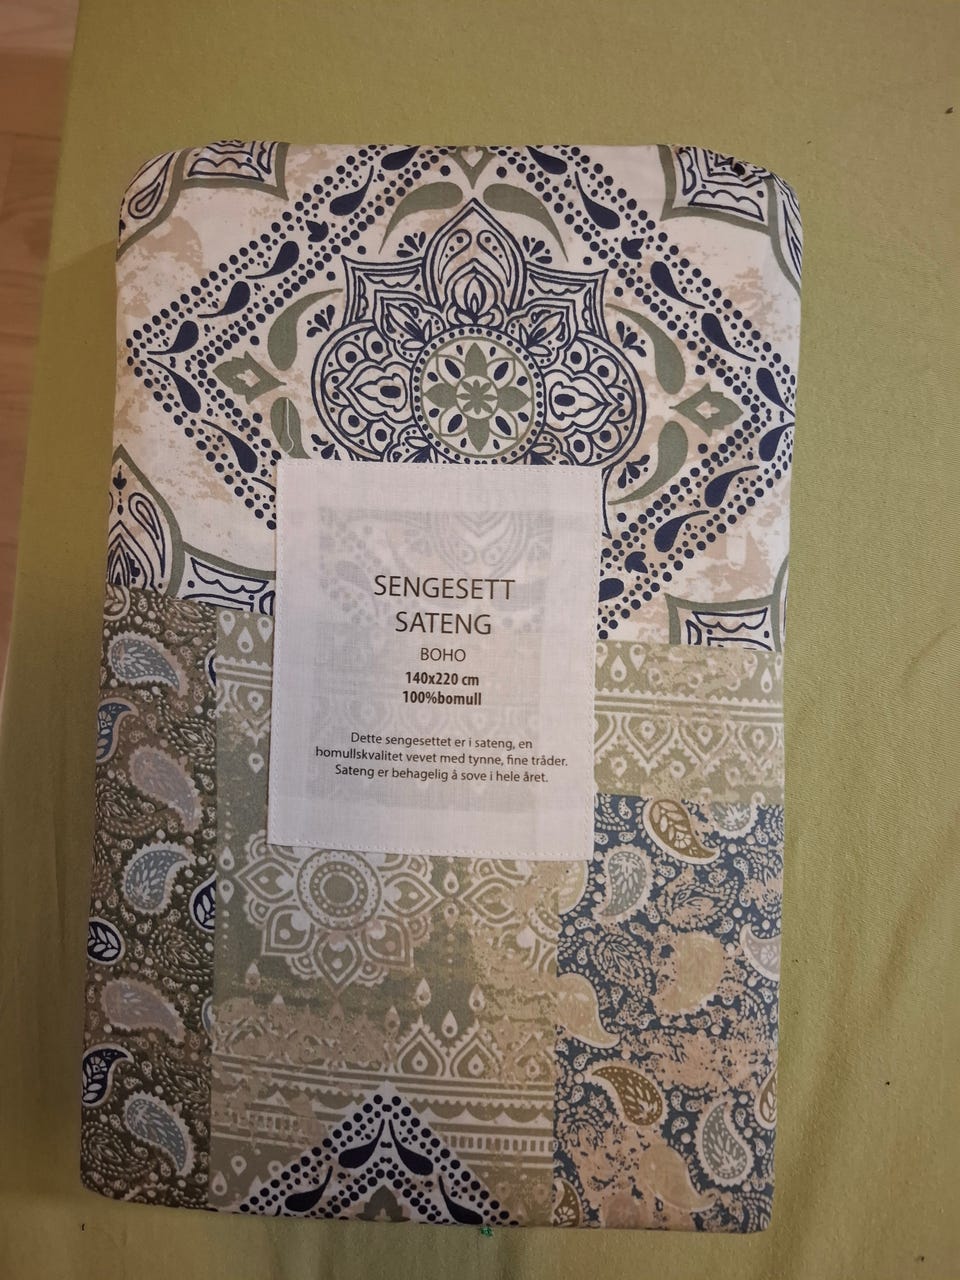 SENGESETT
SATENG
BOHO
140x220 cm
100%bomull
Dette sengesettet er i sateng, en
bomullskvalitet vevet med tynne, fine tråder.
Sateng er behagelig å sove i hele året.